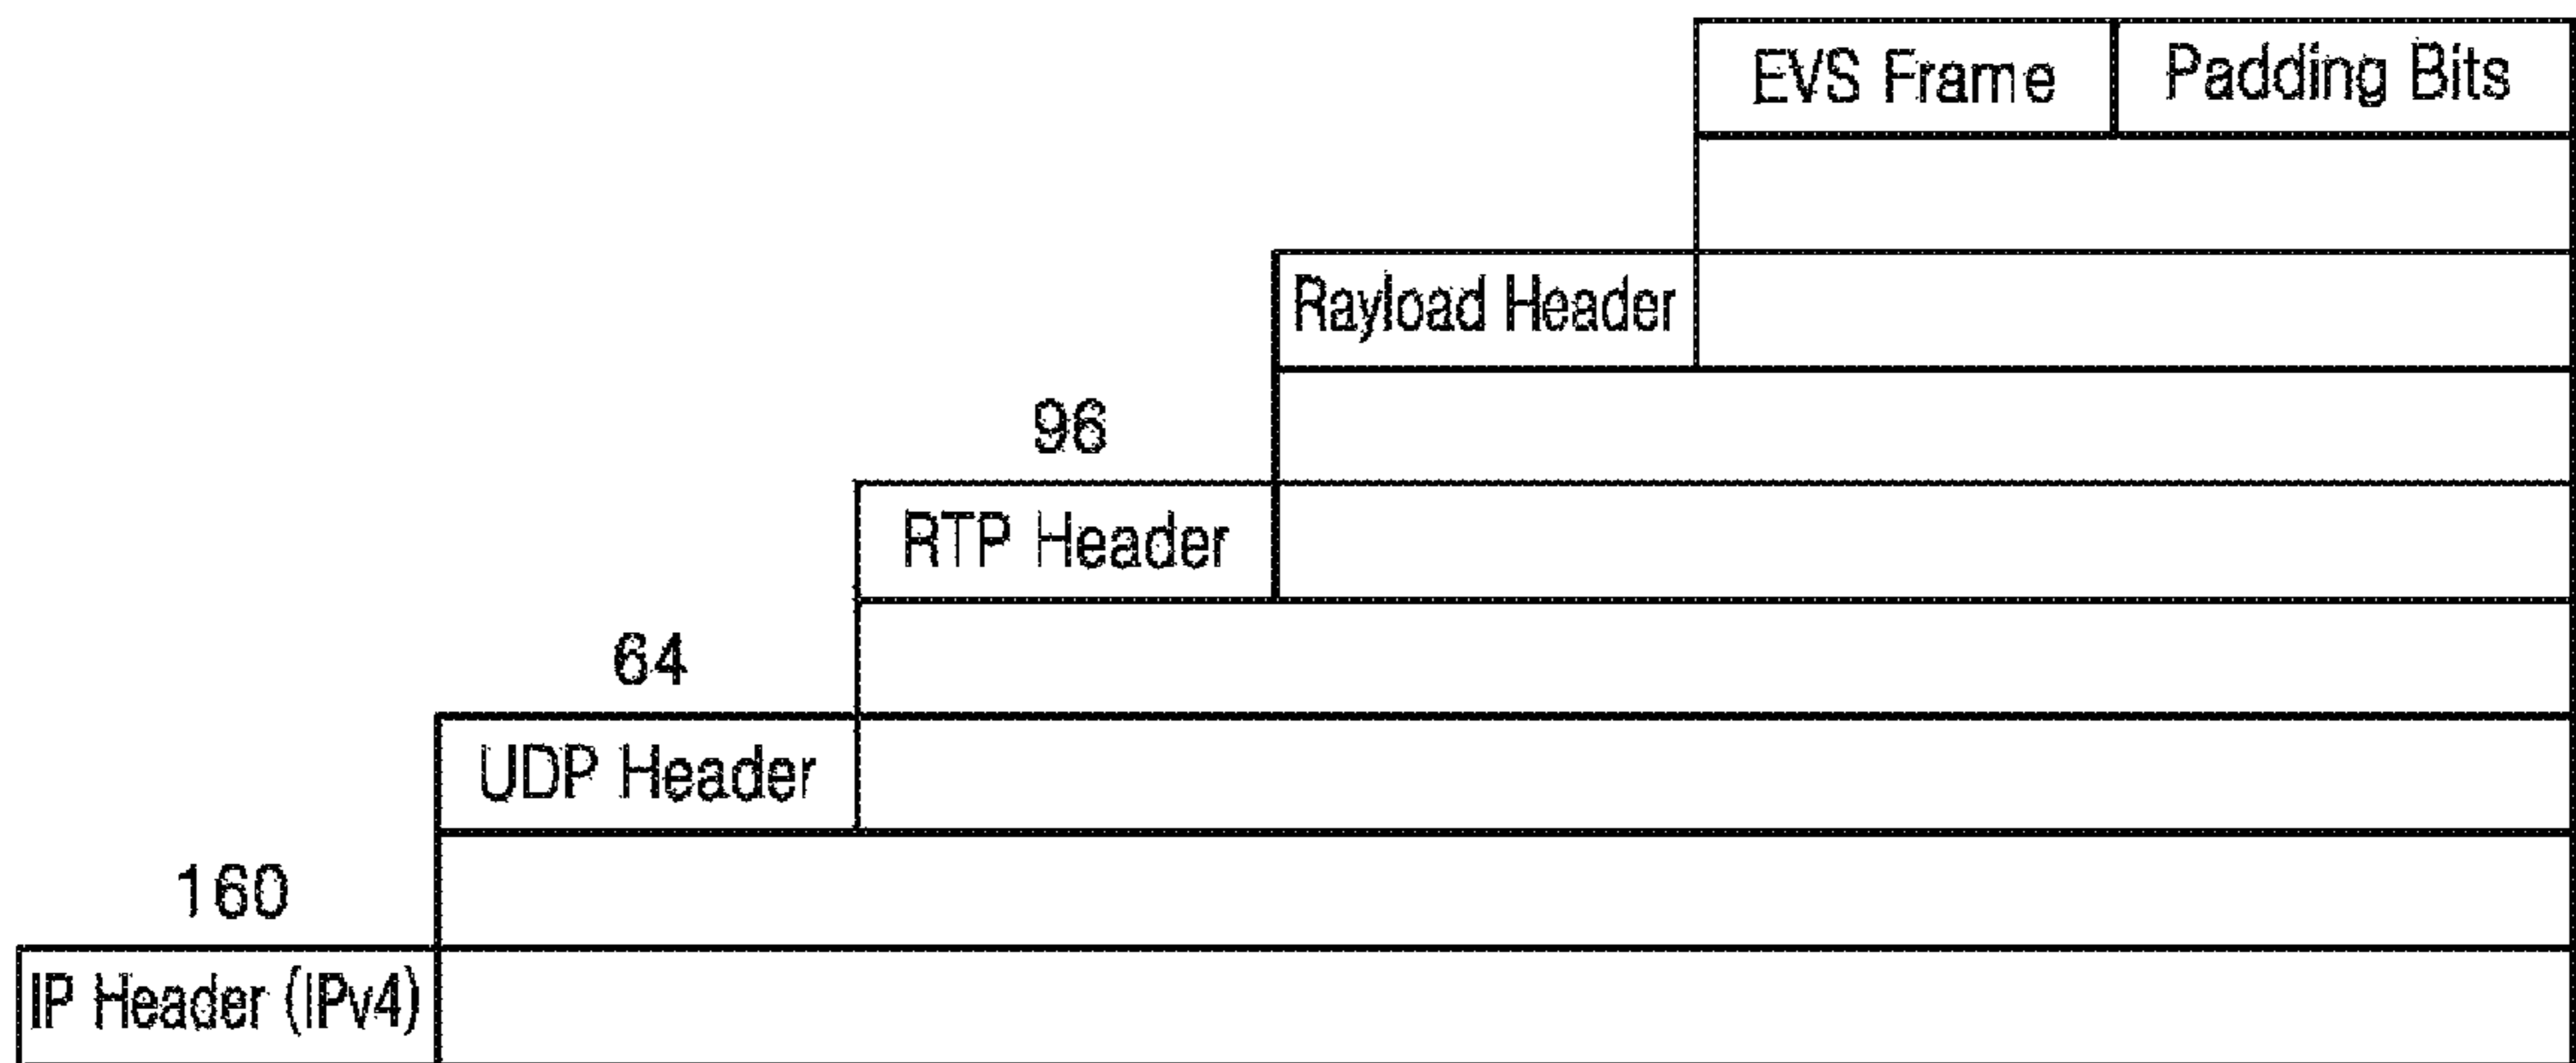 EVS Frame Padding Bits
Rayload Header
96
RTP Header
64
UDP Header
160
IP Header (IPv4)